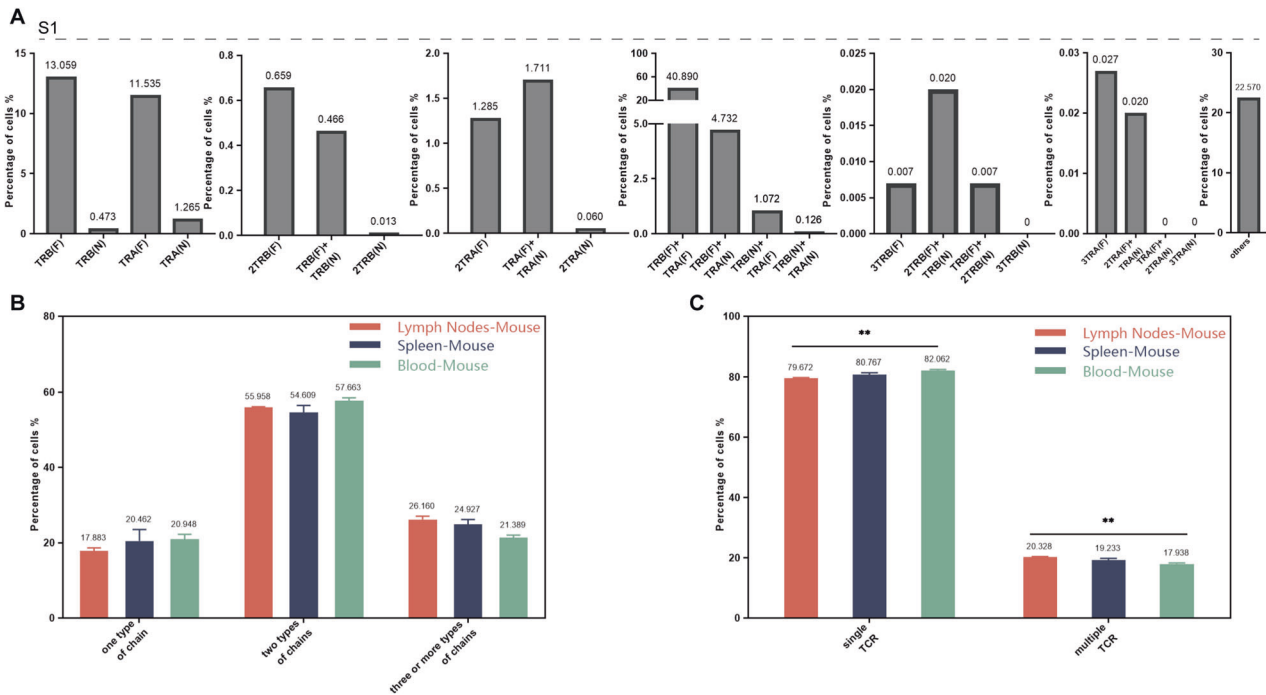 A
S1
Percentage of cells %
15
10
5
0
13.059
0.473
11.535
1.265
TRB(F)
TRB(N)
TRA(F)
TRA(N)
Percentage of cells %
0.8
0.6
0.4
0.2
0.0
0.659
0.466
0.013
2TRB(F)
TRB(F)+
TRB(N)
2TRB(N)
Percentage of cells %
2.0
1.5
1.0
0.5
0.0
1.285
1.711
0.060
2TRA(F)
TRA(F)+
TRA(N)
2TRA(N)
Percentage of cells %
60
40
20
5.0
2.5
0.0
40.890
4.732
1.072
0.126
TRB(F)+
TRA(F)
TRB(F)+
TRA(N)
TRB(N)+
TRA(F)
TRB(N)+
TRA(N)
Percentage of cells %
0.025
0.020
0.015
0.010
0.005
0.000
0.007
0.020
0.007
0
3TRB(F)
2TRB(F)+
TRB(N)
TRB(F)+
2TRB(N)
3TRB(N)
Percentage of cells %
0.03
0.02
0.01
0.00
0.027
0.020
0
0
3TRA(F)
2TRA(F)+
TRA(N)
TRA(F)+
2TRA(N)
3TRA(N)
Percentage of cells %
30
20
10
0
22.570
others
B
Percentage of cells %
80
60
40
20
0
Lymph Nodes-Mouse
Spleen-Mouse
Blood-Mouse
17.883
20.462
20.948
55.958
54.609
57.663
26.160
24.927
21.389
one type
of chain
two types
of chains
three or more types
of chains
C
Percentage of cells %
100
80
60
40
20
0
Lymph Nodes-Mouse
Spleen-Mouse
Blood-Mouse
**
79.672
80.767
82.062
**
20.328
19.233
17.938
single
TCR
multiple
TCR